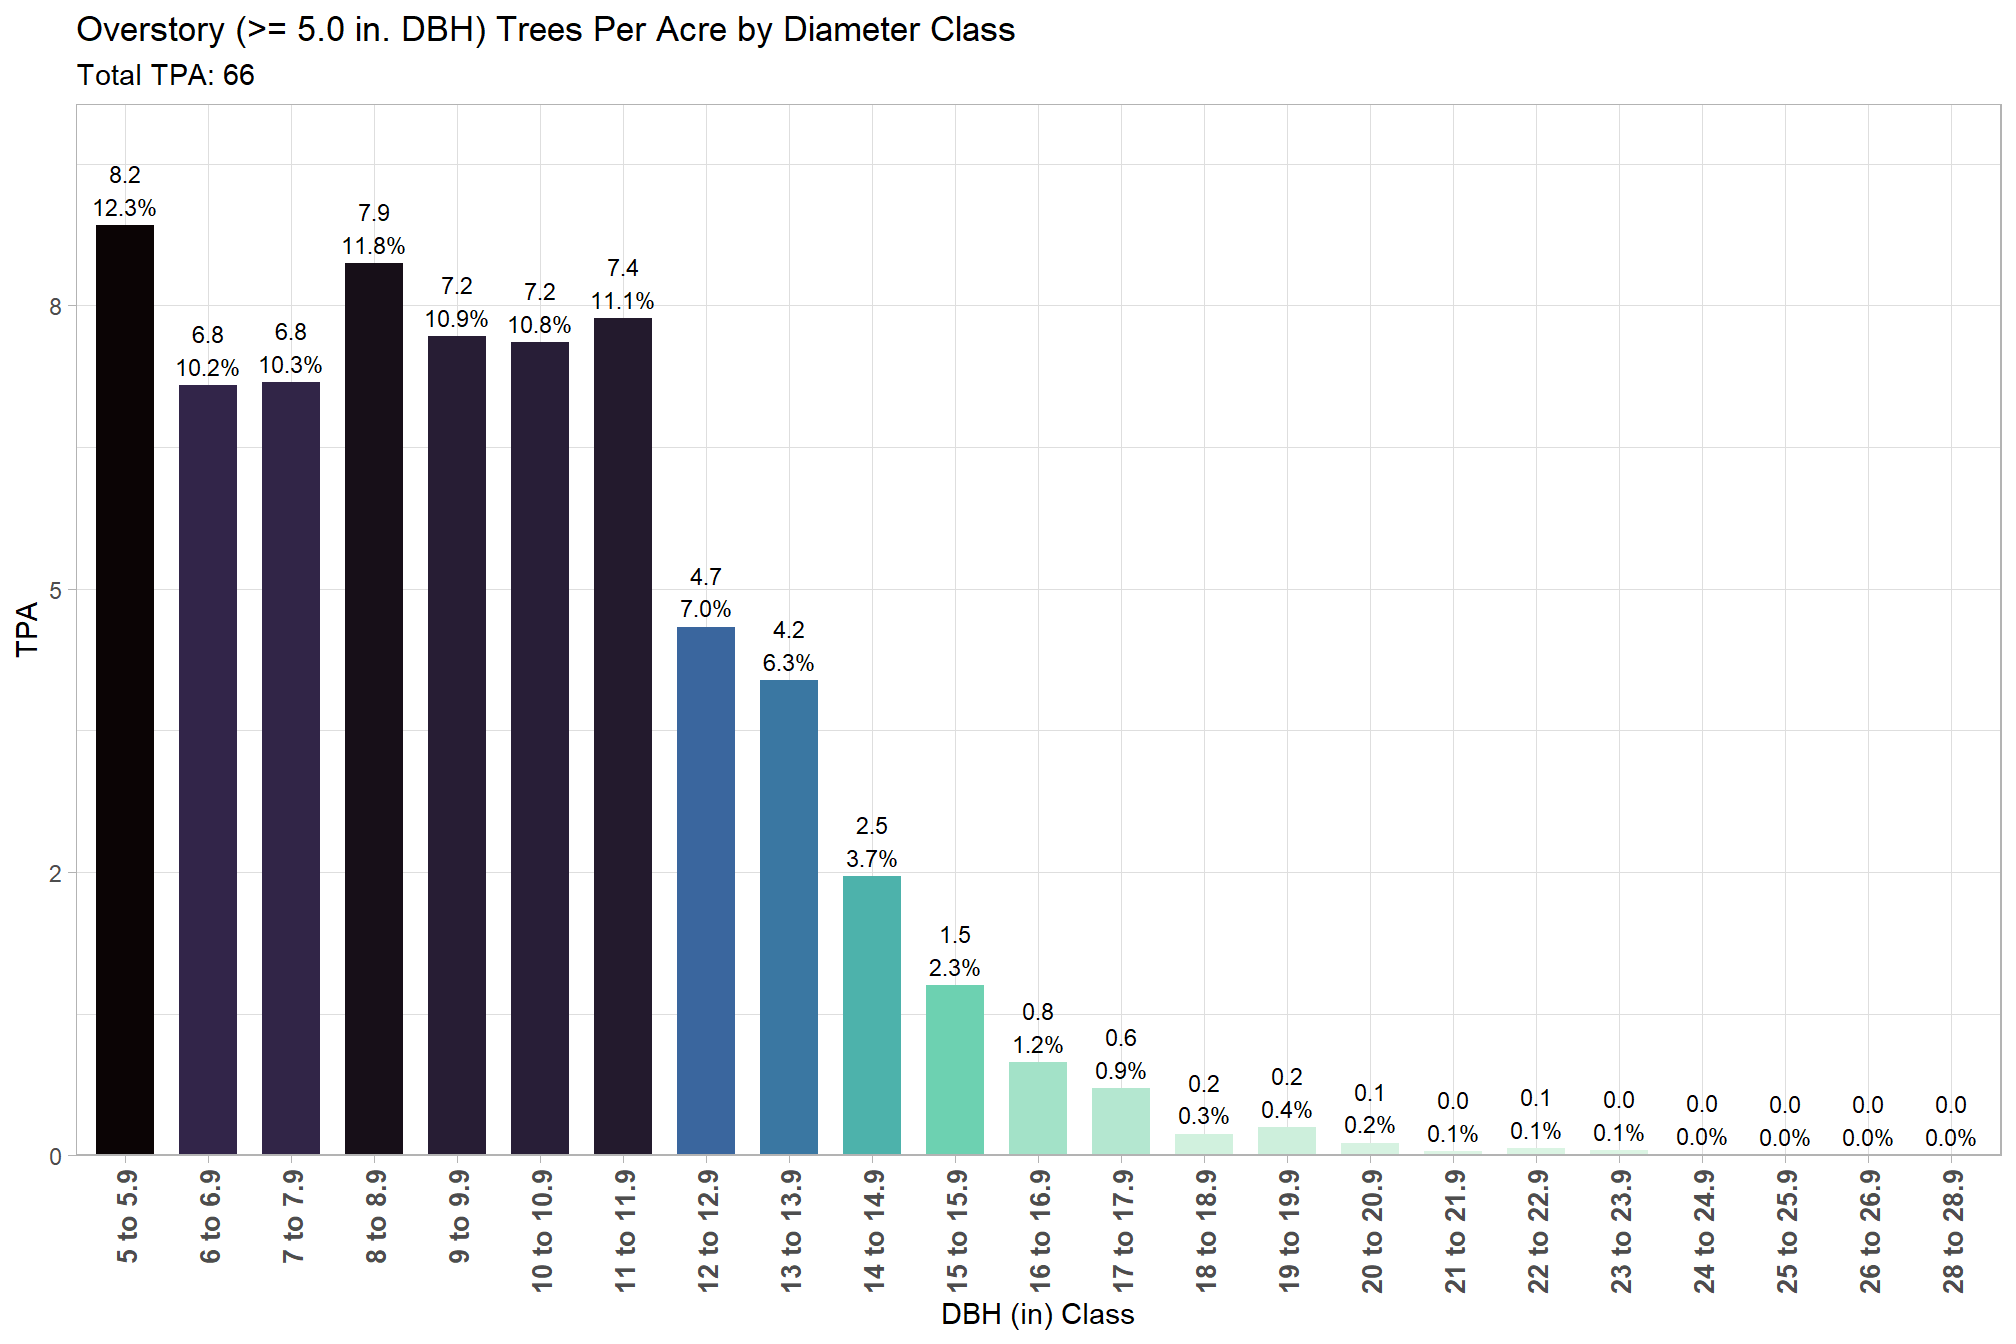 Overstory (>= 5.0 in. DBH) Trees Per Acre by Diameter Class
Total TPA: 66
TPA
8
5
2
0
8.2
12.3%
6.8
10.2%
6.8
10.3%
7.9
11.8%
7.2
10.9%
7.2
10.8%
7.4
11.1%
4.7
7.0%
4.2
6.3%
2.5
3.7%
1.5
2.3%
0.8
1.2%
0.6
0.9%
0.2
0.3%
0.2
0.4%
0.1
0.2%
0.0
0.1%
0.1
0.1%
0.0
0.1%
0.0
0.0%
0.0
0.0%
0.0
0.0%
0.0
0.0%
5 to 5.9
6 to 6.9
7 to 7.9
8 to 8.9
9 to 9.9
10 to 10.9
11 to 11.9
12 to 12.9
13 to 13.9
14 to 14.9
15 to 15.9
16 to 16.9
17 to 17.9
18 to 18.9
19 to 19.9
20 to 20.9
21 to 21.9
22 to 22.9
23 to 23.9
24 to 24.9
25 to 25.9
26 to 26.9
28 to 28.9
DBH (in) Class